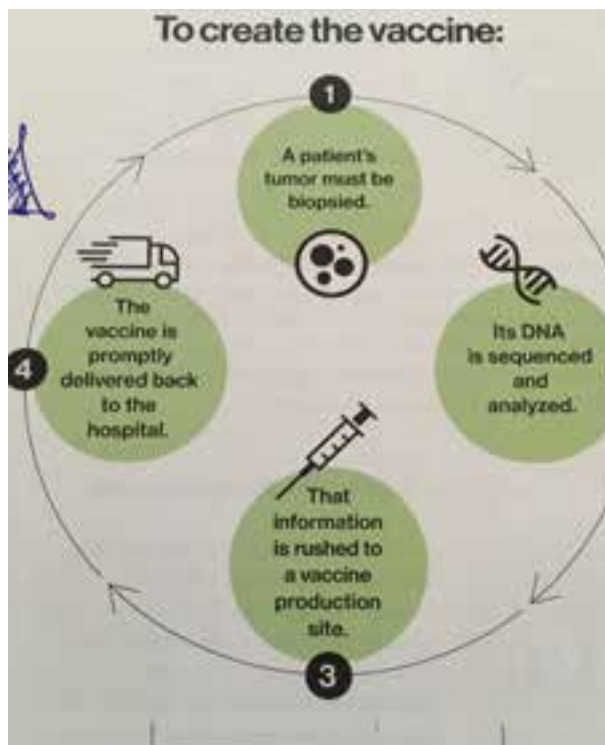 To create the vaccine:
1
A patient's
tumor must be
biopsied.
Its DNA
is sequenced
and
analyzed.
That
information
is rushed to
a vaccine
production
site.
3
The
vaccine is
promptly
delivered back
to the
hospital.
4